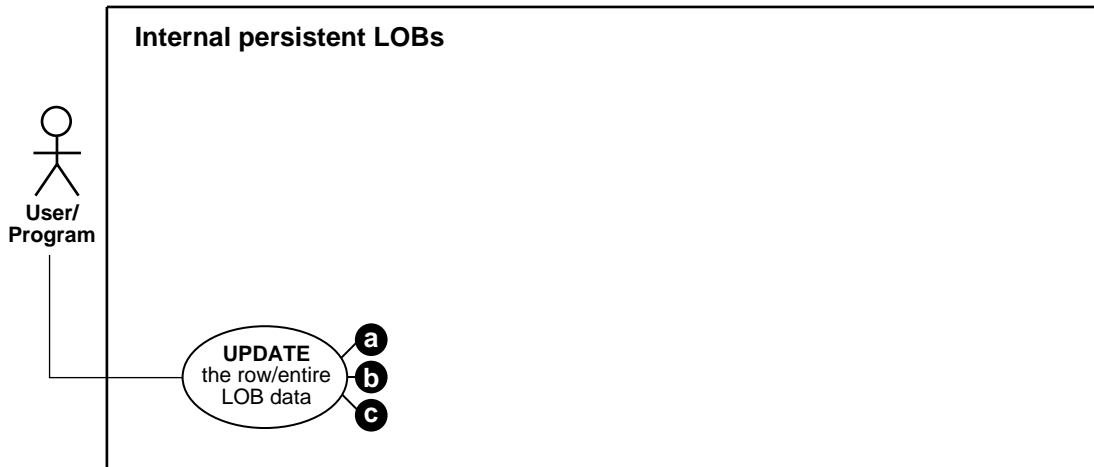 Internal persistent LOBs
User/
Program
UPDATE
the row/entire
LOB data
a
b
c